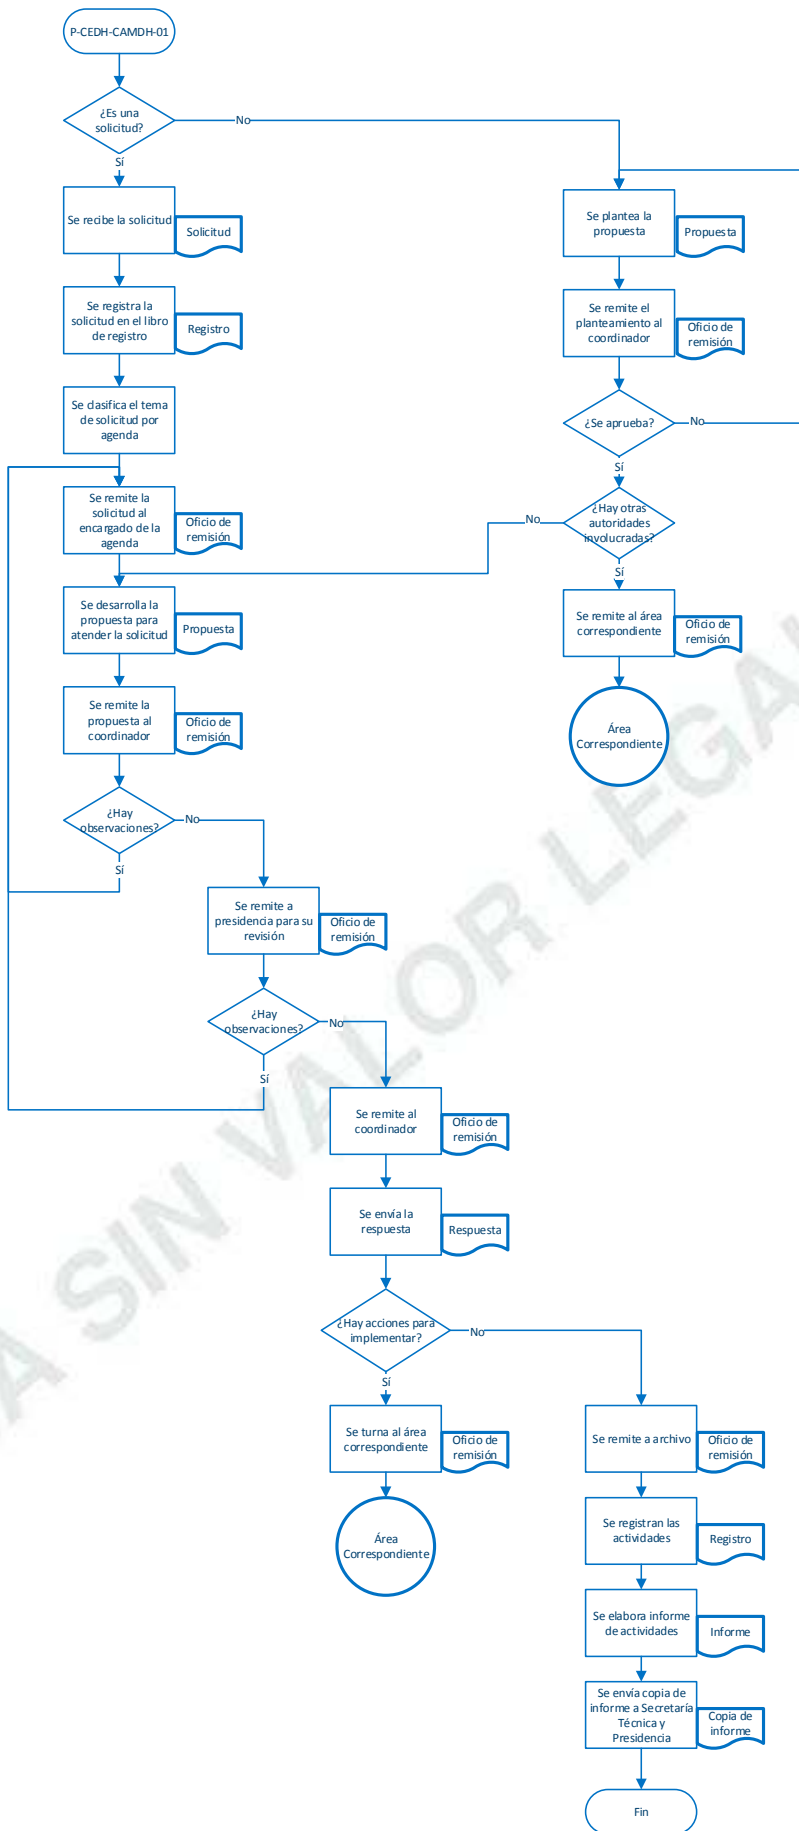 P-CEDH-CAMDH-01
¿Es una
solicitud?
No
Sí
Se recibe la solicitud
Solicitud
Se registra la
solicitud en el libro
de registro
Registro
Se clasifica el tema
de solicitud por
agenda
Se remite la
solicitud al
encargado de la
agenda
Oficio de
remisión
Se desarrolla la
propuesta para
atender la solicitud
Propuesta
Se remite la
propuesta al
coordinador
Oficio de
remisión
¿Hay
observaciones?
No
Sí
Se plantea la
propuesta
Propuesta
Se remite el
planteamiento al
coordinador
Oficio de
remisión
¿Se aprueba?
No
Sí
¿Hay otras
autoridades
involucradas?
No
Sí
Se remite al área
correspondiente
Oficio de
remisión
Área
Correspondiente
Se remite a
presidencia para su
revisión
Oficio de
remisión
¿Hay
observaciones?
No
Sí
Se remite al
coordinador
Oficio de
remisión
Se envía la
respuesta
Respuesta
¿Hay acciones para
implementar?
No
Sí
Se turna al área
correspondiente
Oficio de
remisión
Área
Correspondiente
Se remite a archivo
Oficio de
remisión
Se registran las
actividades
Registro
Se elabora informe
de actividades
Informe
Se envía copia de
informe a Secretaría
Técnica y
Presidencia
Copia de
informe
Fin
A SIN VALOR LEGAL